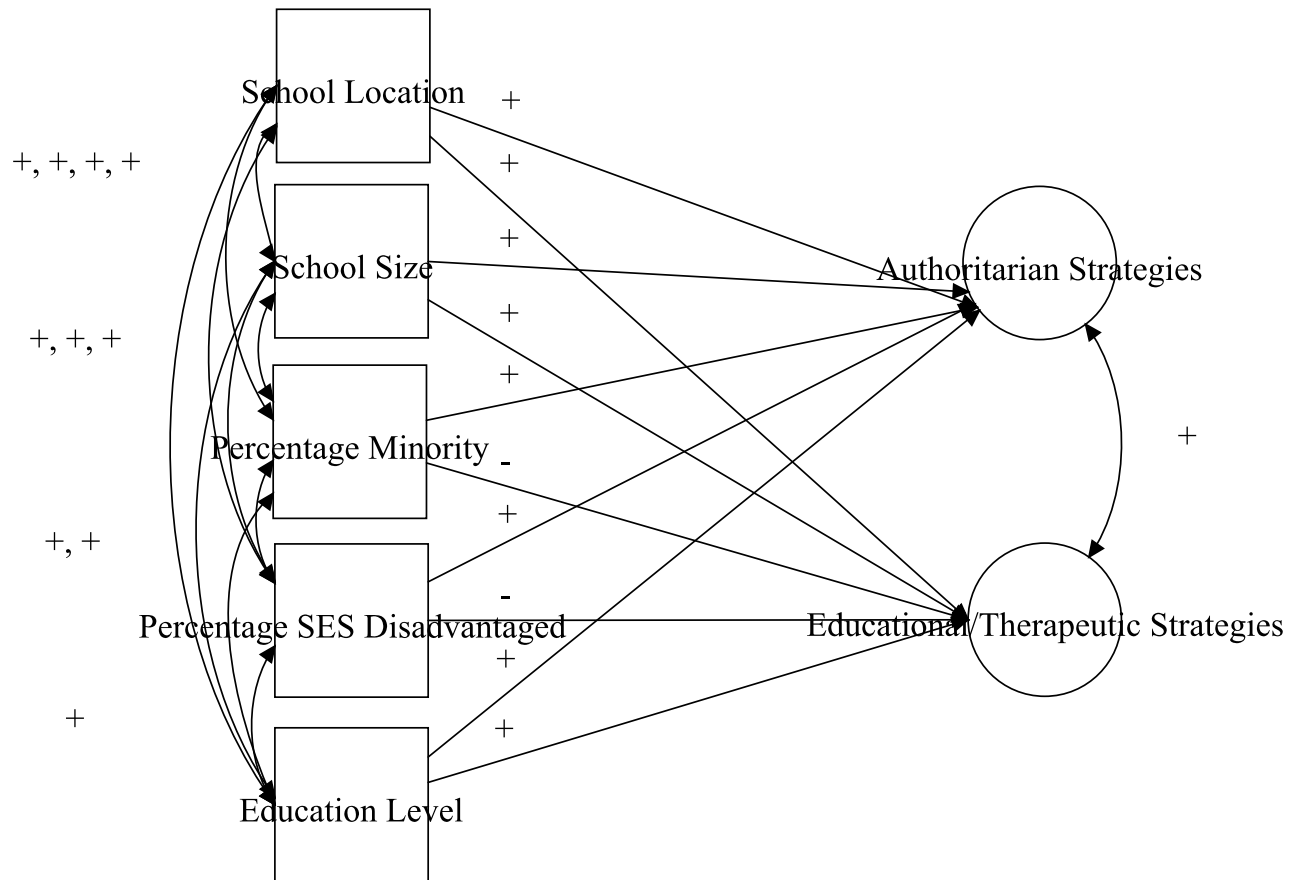 School Location
+
+, +, +, +
+
+
School Size
+
Authoritarian Strategies
+, +, +
+
+
Percentage Minority
-
+
+, +
+
-
Percentage SES Disadvantaged
Educational/Therapeutic Strategies
+
+
+
Education Level